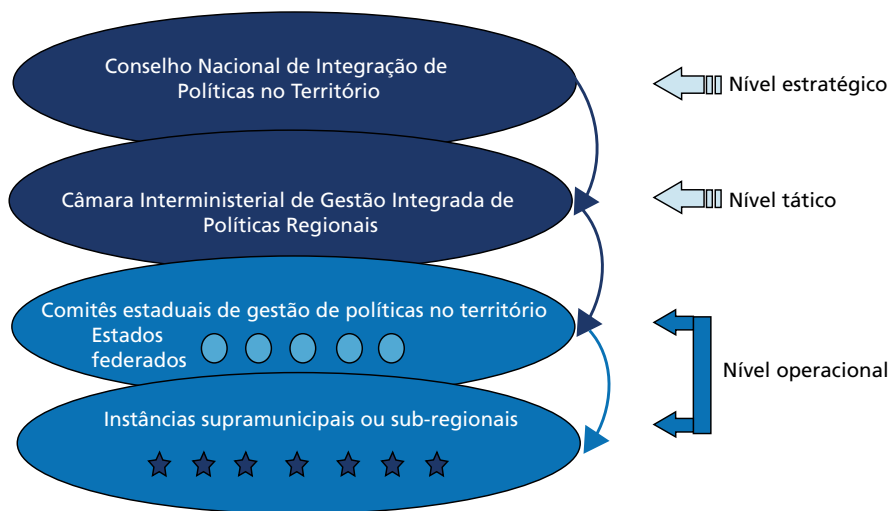 Conselho Nacional de Integração de
Políticas no Território
Nível estratégico
Câmara Interministerial de Gestão Integrada de
Políticas Regionais
Nível tático
Comitês estaduais de gestão de políticas no território
Estados
federados
Nível operacional
Instâncias supramunicipais ou sub-regionais